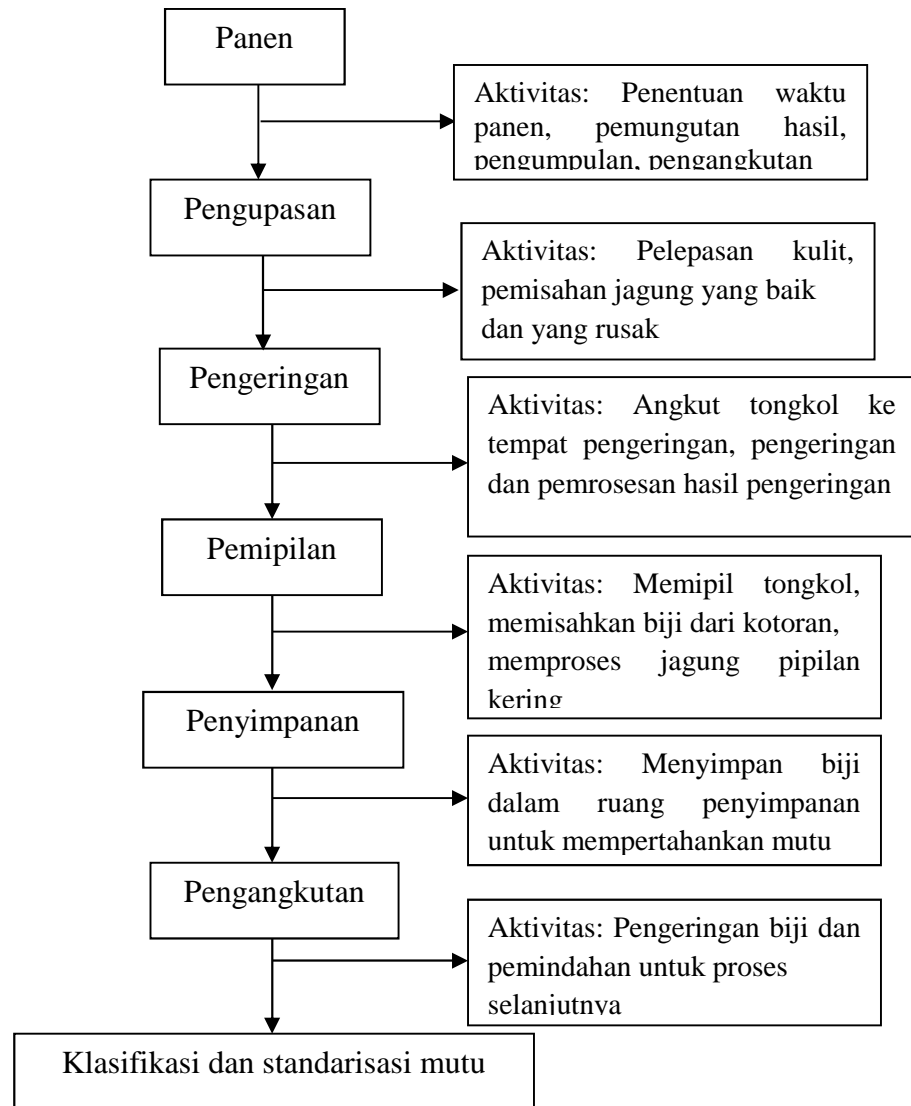 Panen
Aktivitas: Penentuan waktu
panen, pemungutan hasil,
pengumpulan, pengangkutan
Pengupasan
Aktivitas: Pelepasan kulit,
pemisahan jagung yang baik
dan yang rusak
Pengeringan
Aktivitas: Angkut tongkol ke
tempat pengeringan, pengeringan
dan pemrosesan hasil pengeringan
Pemipilan
Aktivitas: Memipil tongkol,
memisahkan biji dari kotoran,
memproses jagung pipilan
kering
Penyimpanan
Aktivitas: Menyimpan biji
dalam ruang penyimpanan
untuk mempertahankan mutu
Pengangkutan
Aktivitas: Pengeringan biji dan
pemindahan untuk proses
selanjutnya
Klasifikasi dan standarisasi mutu